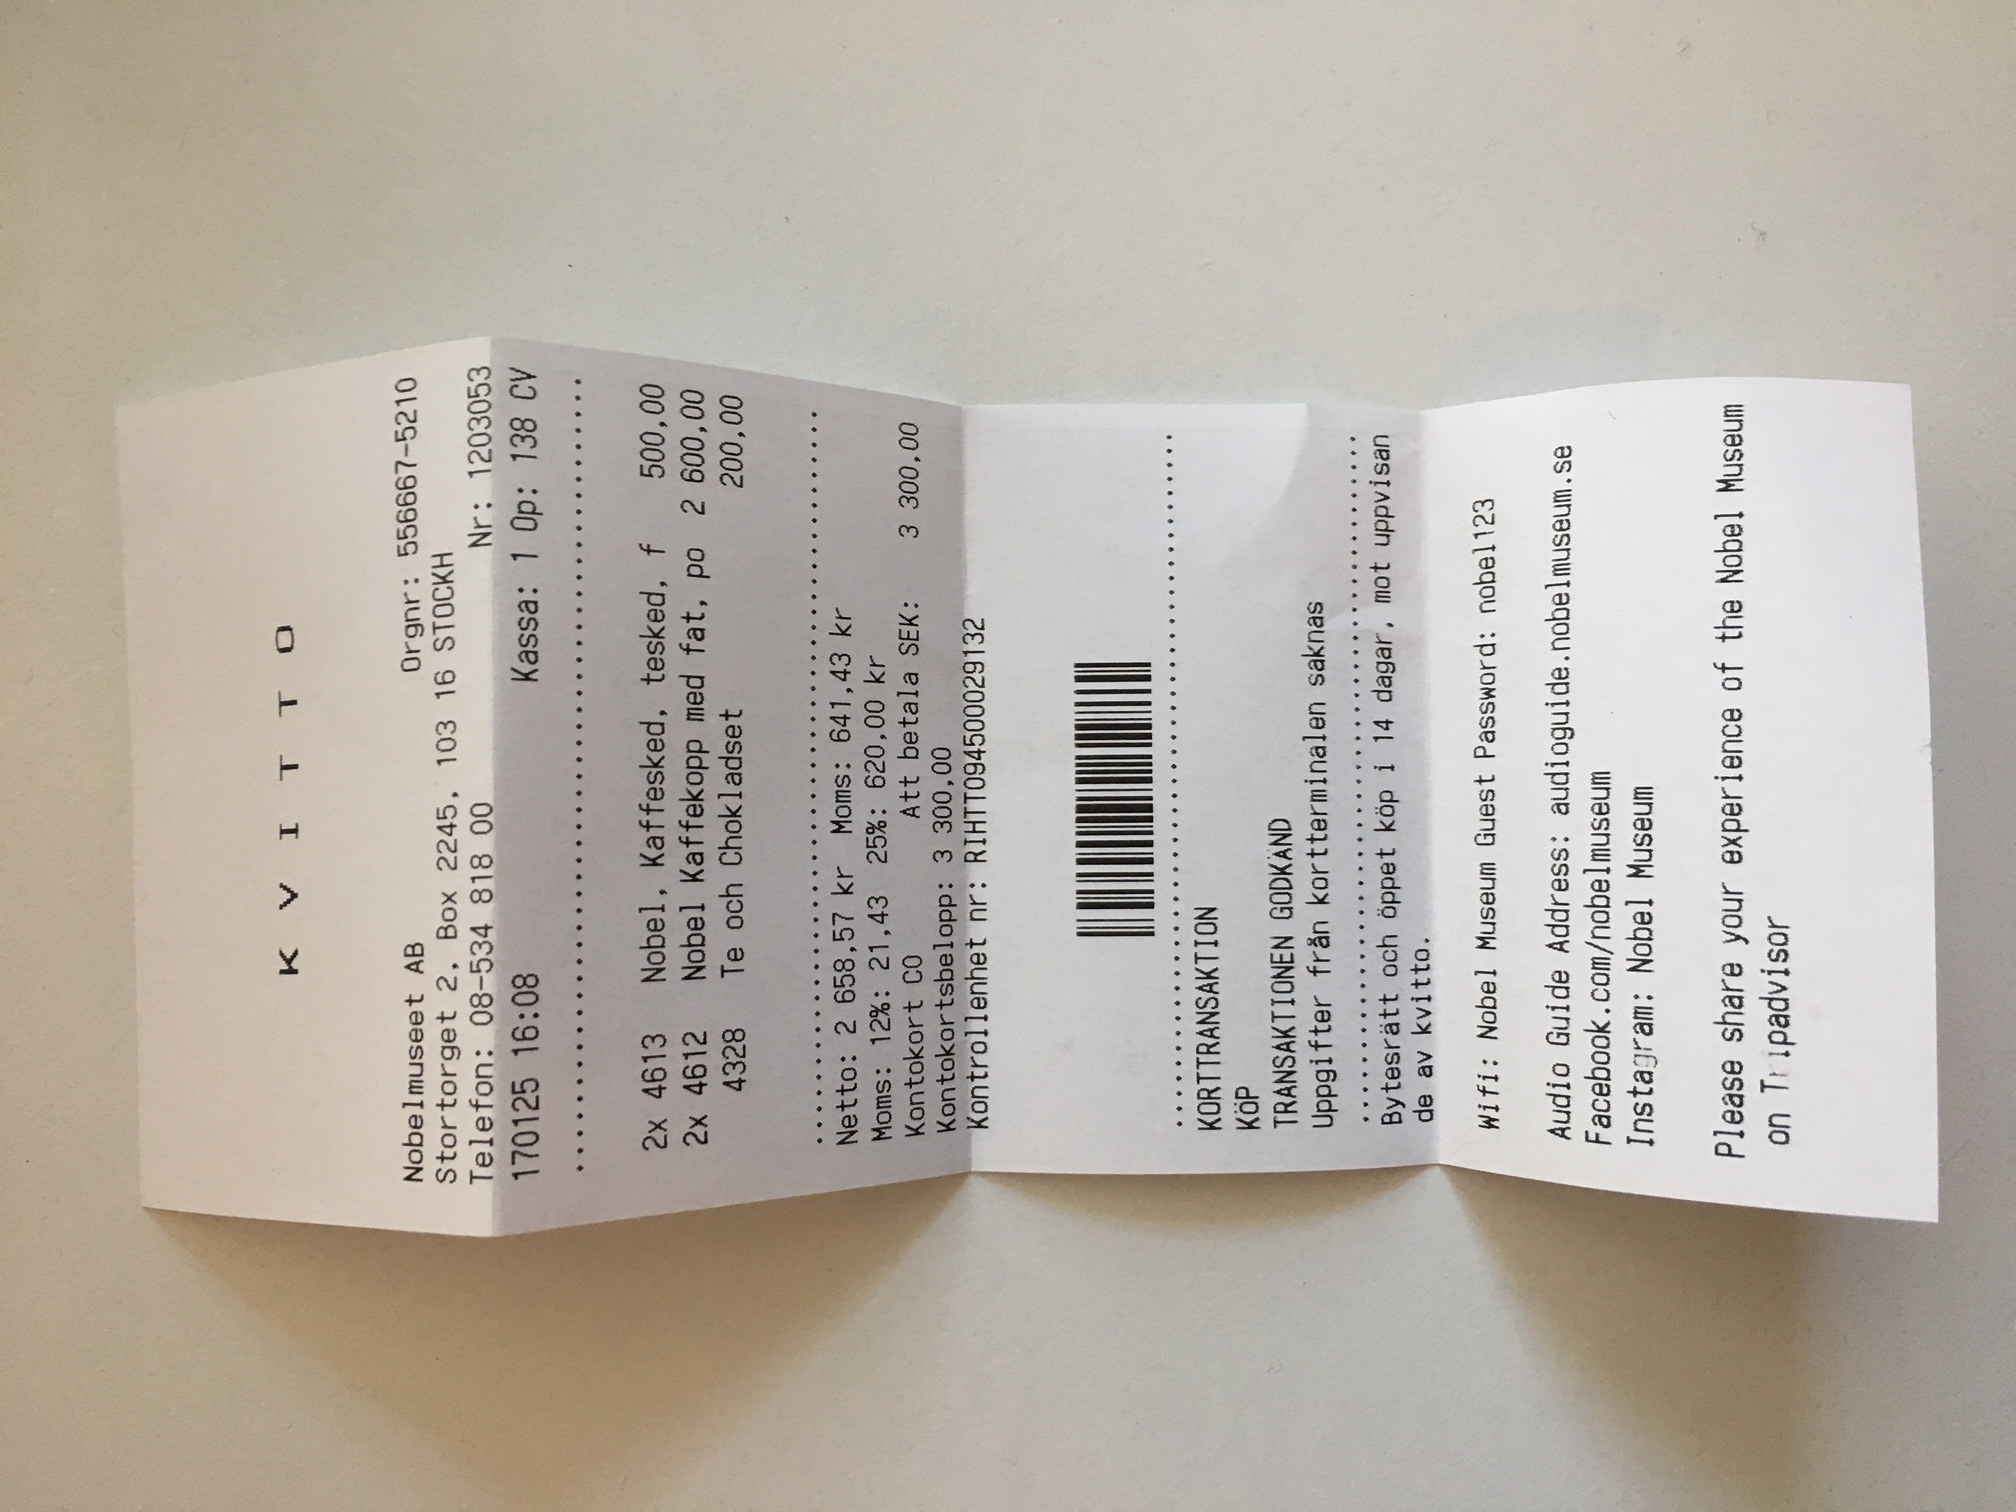 K V I T T O
Nobelmuseet AB Orgnr: 556667-5210
Stortorget 2, Box 2245, 103 16 STOCKH
Telefon: 08-534 818 00 Nr: 1203053
170125 16:08 Kassa: 1 Op: 138 CV
2x 4613 Nobel, Kaffesked, tesked, f 500,00
2x 4612 Nobel Kaffekopp med fat, po 2 600,00
4328 Te och Chokladset 200,00
Netto: 2 658,57 kr Moms: 641,43 kr
Moms: 12%: 21,43 25%: 620,00 kr
Kontokort CO Att betala SEK: 3 300,00
Kontokortsbelopp: 3 300,00
Kontrollenhet nr: RIHTT094500029132
KORTTRANSAKTION
KÖP
TRANSAKTIONEN GODKÄND
Uppgifter från kortterminalen saknas
Bytesrätt och öppet köp i 14 dagar, mot uppvisan
de av kvitto.
Wifi: Nobel Museum Guest Password: nobel123
Audio Guide Address: audioguide.nobelmuseum.se
Facebook.com/nobelmuseum
Instagram: Nobel Museum
Please share your experience of the Nobel Museum
on Tripadvisor